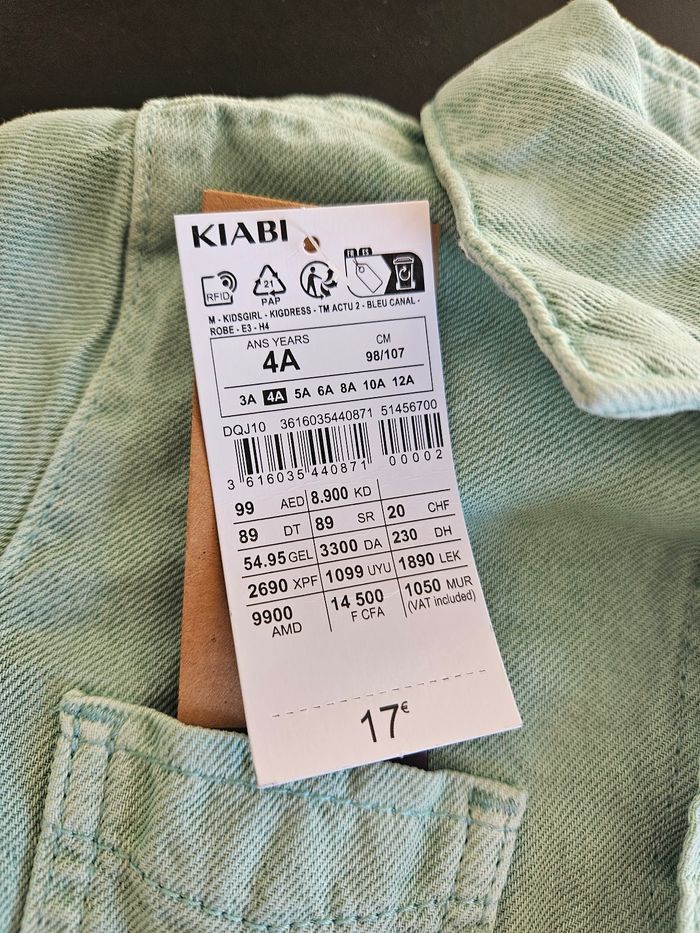 KIABI
FR ES
RFID
21
PAP
M - KIDSGIRL - KIGDRESS - TM ACTU 2 - BLEU CANAL -
ROBE - E3 - H4
ANS YEARS CM
4A 98/107
3A 4A 5A 6A 8A 10A 12A
DQJ10 3616035440871 51456700
3 616035 440871 00002
99 AED 8.900 KD
89 DT 89 SR 20 CHF
54.95 GEL 3300 DA 230 DH
2690 XPF 1099 UYU 1890 LEK
9900 AMD 14 500 F CFA 1050 MUR (VAT included)
17€